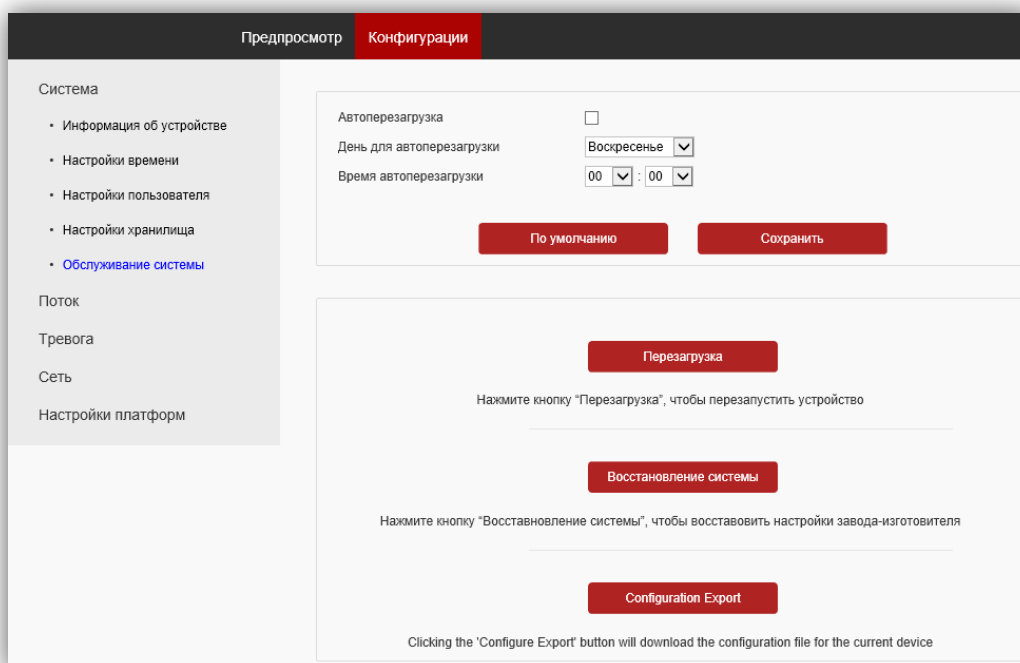 Предпросмотр Конфигурации
Система
• Информация об устройстве
• Настройки времени
• Настройки пользователя
• Настройки хранилища
• Обслуживание системы
Поток
Тревога
Сеть
Настройки платформ
Автоперезагрузка
День для автоперезагрузки Воскресенье
Время автоперезагрузки 00 : 00
По умолчанию Сохранить
Перезагрузка
Нажмите кнопку “Перезагрузка”, чтобы перезапустить устройство
Восстановление системы
Нажмите кнопку “Восставновление системы”, чтобы восставовить настройки завода-изготовителя
Configuration Export
Clicking the 'Configure Export' button will download the configuration file for the current device